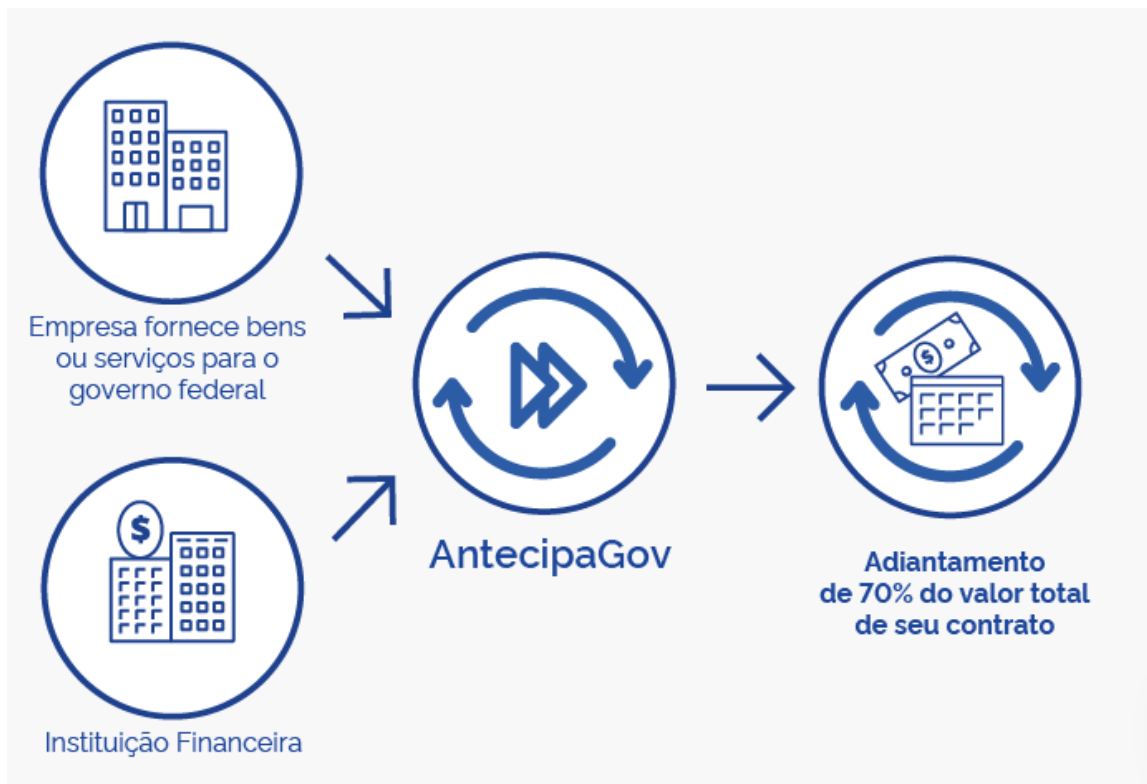 Empresa fornece bens
ou serviços para o
governo federal
Instituição Financeira
AntecipaGov
Adiantamento
de 70% do valor total
de seu contrato
$
$